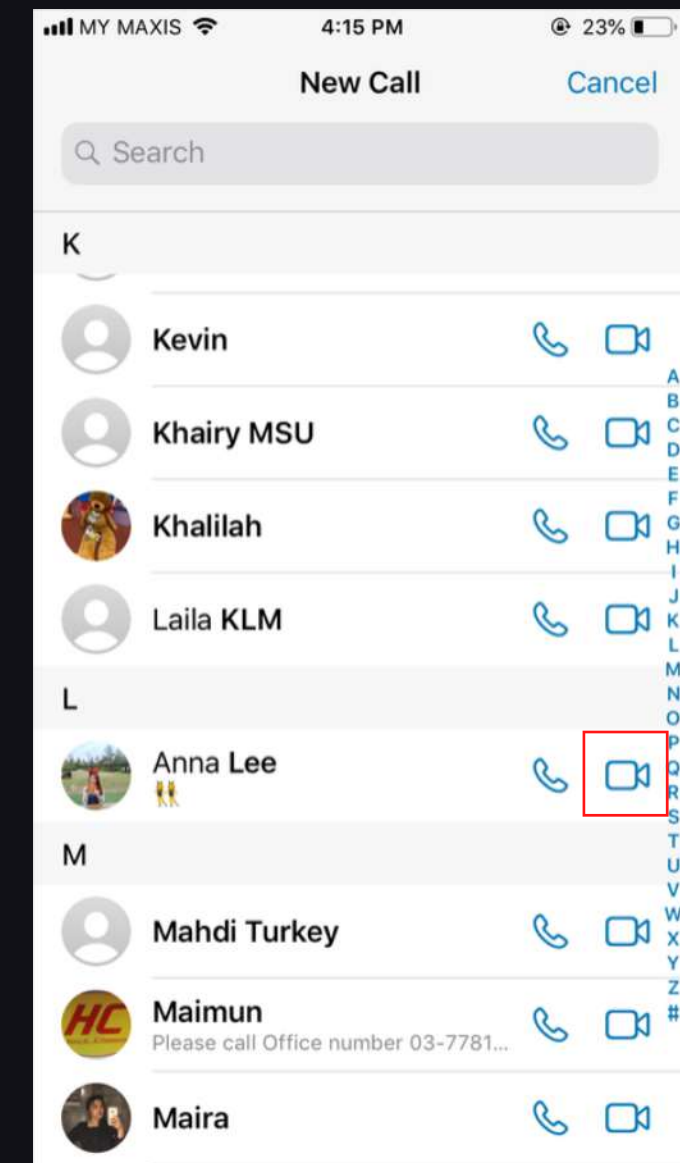 MY MAXIS 4:15 PM 23%
New Call Cancel
Search
K
Kevin
Khairy MSU
Khalilah
Laila KLM
L
Anna Lee
M
Mahdi Turkey
HC
Maimun
Please call Office number 03-7781...
Maira
A
B
C
D
E
F
G
H
I
J
K
L
M
N
O
P
Q
R
S
T
U
V
W
X
Y
Z
#